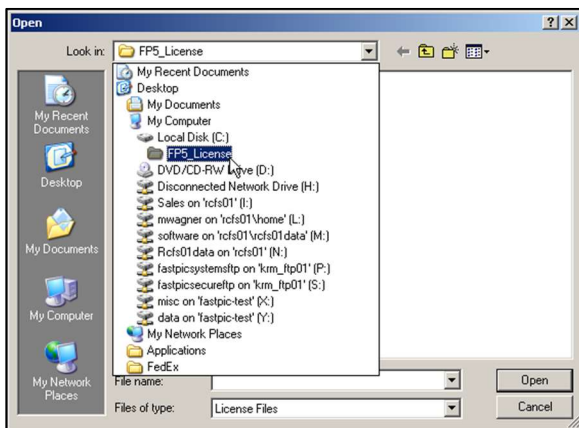 Open
Look in:
FP5_License
My Recent Documents
Desktop
My Documents
My Computer
Local Disk (C:)
FP5_License
DVD/CD-RW Drive (D:)
Disconnected Network Drive (H:)
Sales on 'rcfs01' (I:)
mwagner on 'rcfs01\home' (L:)
software on 'rcfs01\rcfs01data' (M:)
Rcfs01data on 'rcfs01' (N:)
fastpicsystemsftp on 'krm_ftp01' (P:)
fastpicsecureftp on 'krm_ftp01' (S:)
misc on 'fastpic-test' (X:)
data on 'fastpic-test' (Y:)
My Network Places
Applications
FedEx
My Recent
Documents
Desktop
My Documents
My Computer
My Network
Places
File name:
Open
Files of type:
License Files
Cancel